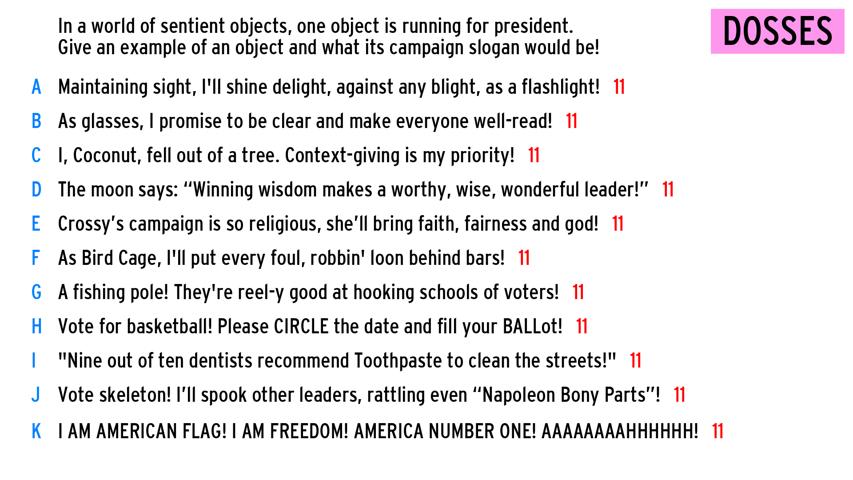 In a world of sentient objects, one object is running for president.
Give an example of an object and what its campaign slogan would be!
DOSSES
A Maintaining sight, I'll shine delight, against any blight, as a flashlight! 11
B As glasses, I promise to be clear and make everyone well-read! 11
C I, Coconut, fell out of a tree. Context-giving is my priority! 11
D The moon says: “Winning wisdom makes a worthy, wise, wonderful leader!” 11
E Crossy’s campaign is so religious, she’ll bring faith, fairness and god! 11
F As Bird Cage, I'll put every foul, robbin' loon behind bars! 11
G A fishing pole! They're reel-y good at hooking schools of voters! 11
H Vote for basketball! Please CIRCLE the date and fill your BALLot! 11
I "Nine out of ten dentists recommend Toothpaste to clean the streets!" 11
J Vote skeleton! I’ll spook other leaders, rattling even “Napoleon Bony Parts”! 11
K I AM AMERICAN FLAG! I AM FREEDOM! AMERICA NUMBER ONE! AAAAAAAAHHHHHH! 11